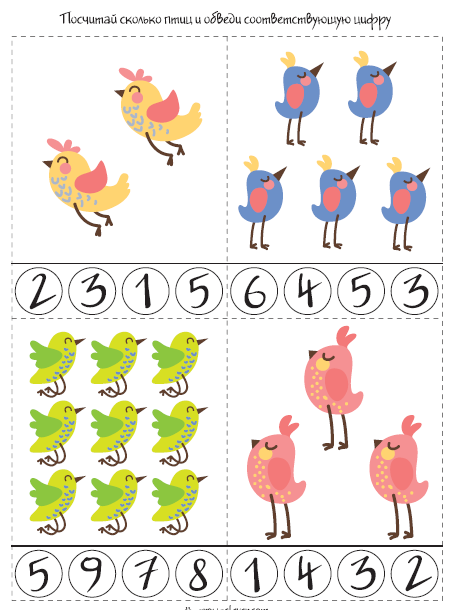 Посчитай сколько птиц и обведи соответствующую цифру
2 3 1 5
6 4 5 3
5 9 7 8
1 4 3 2